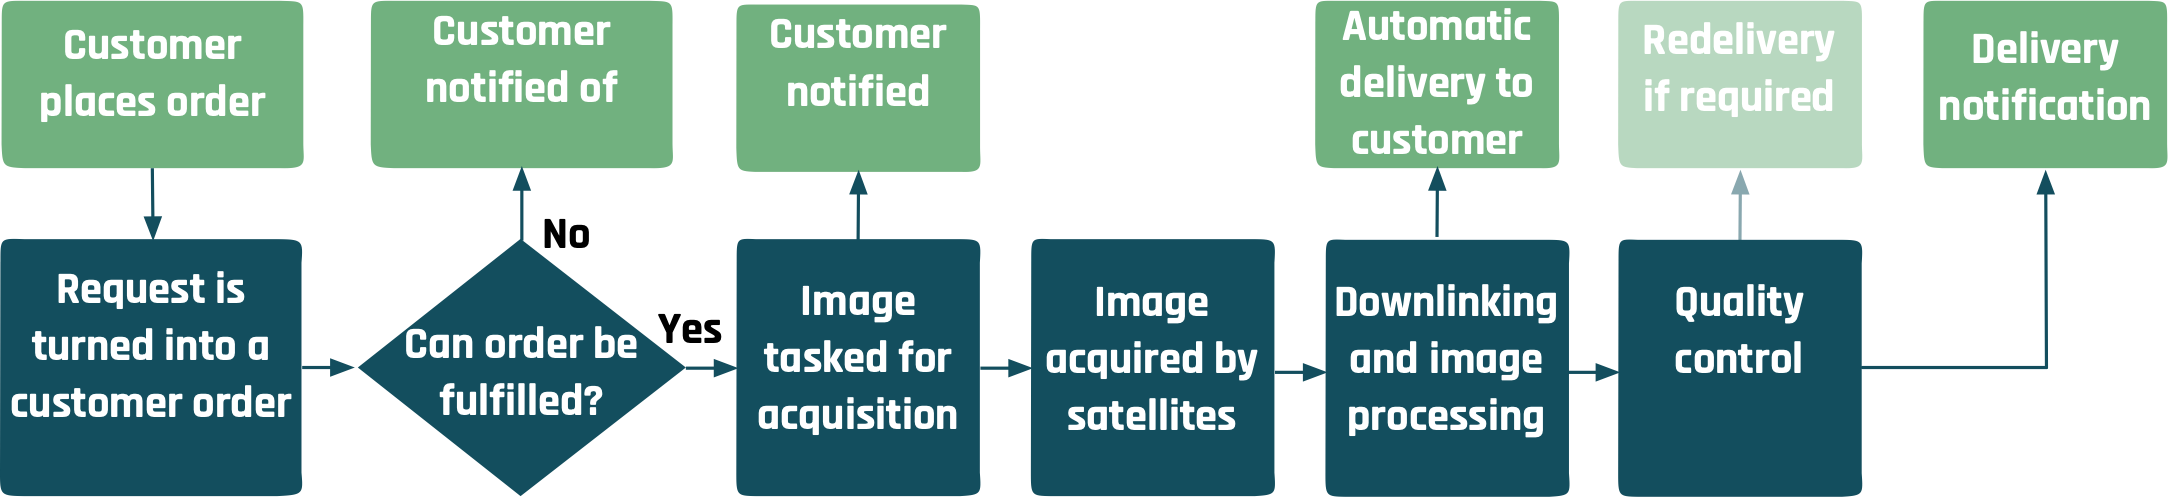 Customer
places order
Customer
notified of
Customer
notified
Automatic
delivery to
customer
Redelivery
if required
Delivery
notification
No
Yes
Request is
turned into a
customer order
Can order be
fulfilled?
Image
tasked for
acquisition
Image
acquired by
satellites
Downlinking
and image
processing
Quality
control